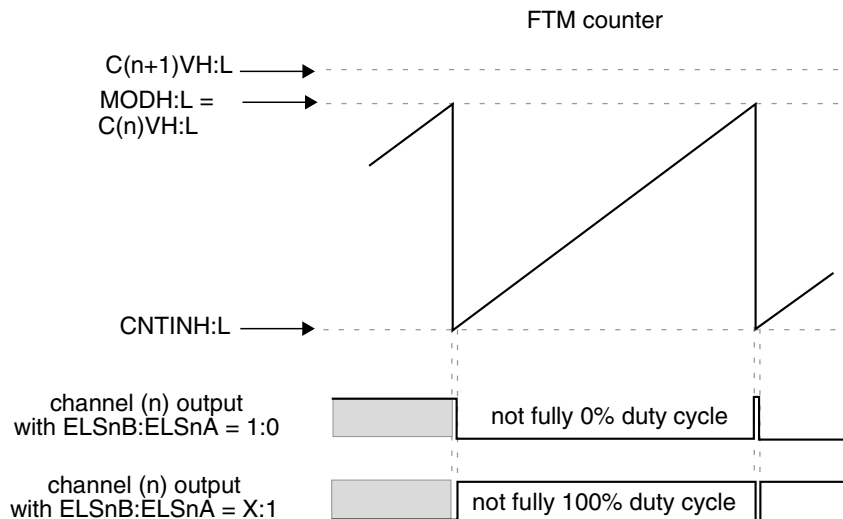 FTM counter
C(n+1)VH:L
MODH:L =
C(n)VH:L
CNTINH:L
channel (n) output
with ELSnB:ELSnA = 1:0
not fully 0% duty cycle
channel (n) output
with ELSnB:ELSnA = X:1
not fully 100% duty cycle